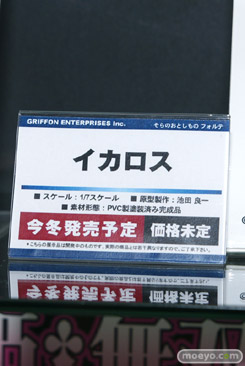 GRIFFON ENTERPRISES Inc.
そらのおとしもの フォルテ
イカロス
■ スケール：1/7スケール ■ 原型製作：池田 良一
■ 素材形態：PVC製塗装済み完成品
今冬発売予定 価格未定
moeyo.com